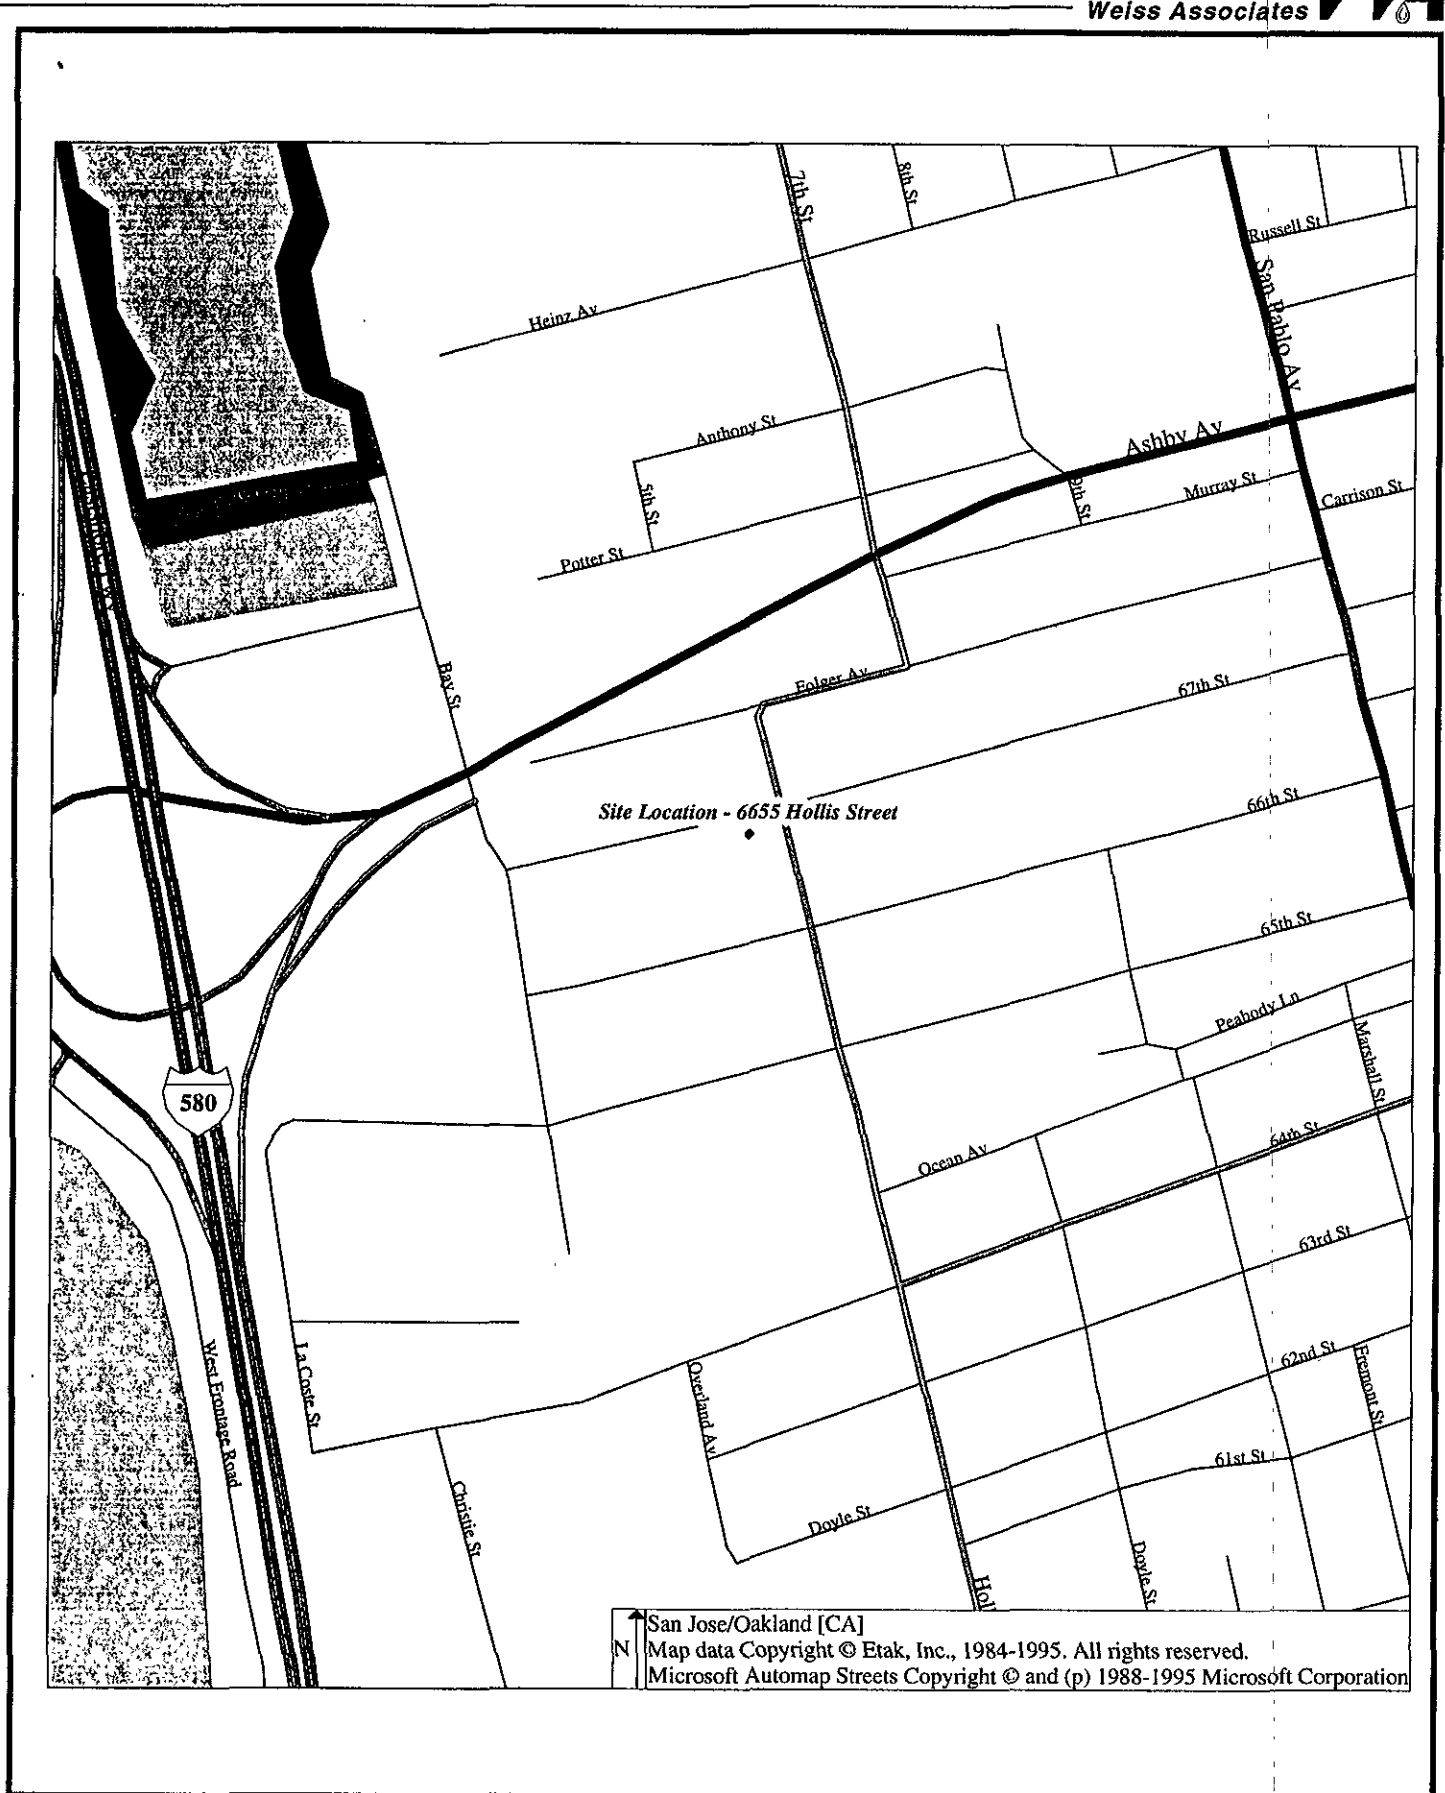 Weiss Associates
7th St
8th St
Russell St
San Pablo Av
Heinz Av
Anthony St
Ashby Av
5th St
9th St
Murray St
Carrison St
Potter St
Bay St
Folger Av
67th St
Site Location - 6655 Hollis Street
66th St
65th St
Peabody Ln
Marshall St
580
Ocean Av
64th St
63rd St
West Frontage Road
La Coste St
Overland Av
62nd St
Fremont St
61st St
Christie St
Doyle St
Doyle St
Holl
San Jose/Oakland [CA]
N
Map data Copyright © Etak, Inc., 1984-1995. All rights reserved.
Microsoft Automap Streets Copyright © and (p) 1988-1995 Microsoft Corporation